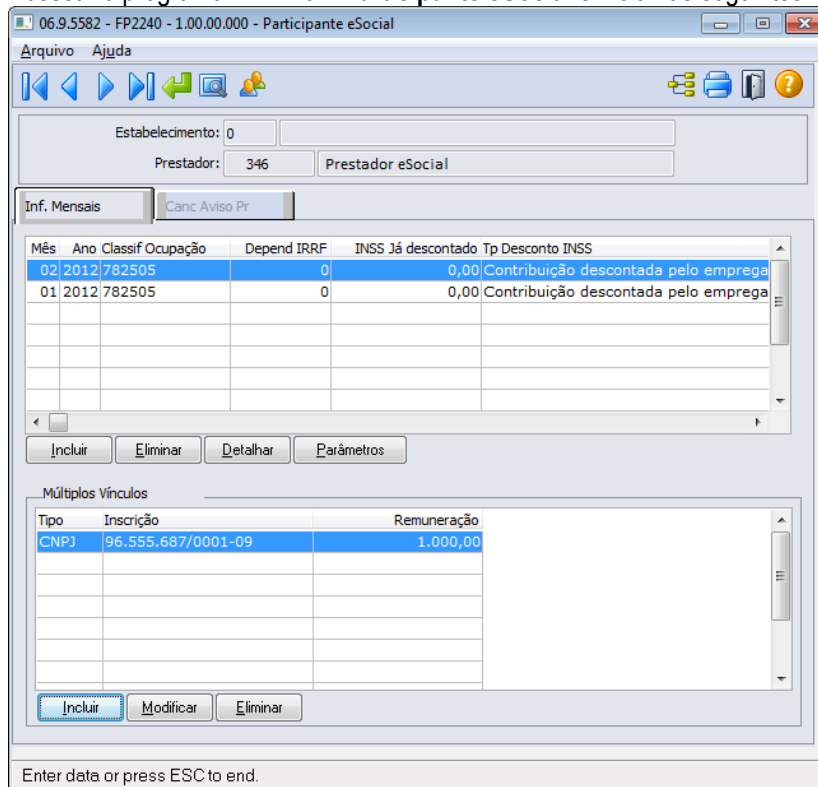 06.9.5582 - FP2240 - 1.00.00.000 - Participante eSocial
Arquivo Ajuda
Estabelecimento: 0
Prestador: 346 Prestador eSocial
Inf. Mensais Canc Aviso Pr
Mês Ano Classif Ocupação Depend IRRF INSS Já descontado Tp Desconto INSS
02 2012 782505 0 0,00 Contribuição descontada pelo emprega
01 2012 782505 0 0,00 Contribuição descontada pelo emprega
Incluir Eliminar Detalhar Parâmetros
Múltiplos Vínculos
Tipo Inscrição Remuneração
CNPJ 96.555.687/0001-09 1.000,00
Incluir Modificar Eliminar
Enter data or press ESC to end.